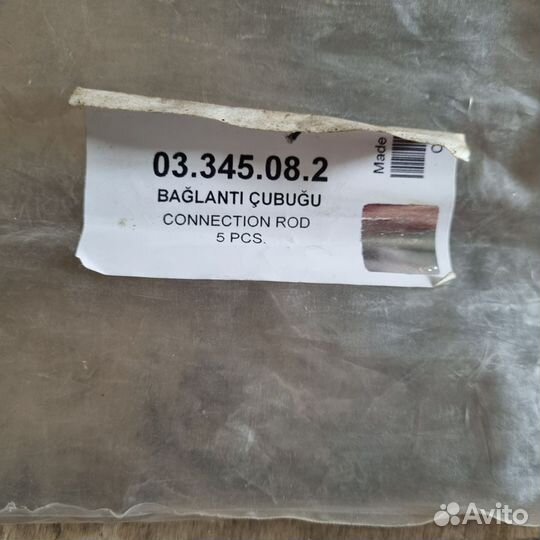 03.345.08.2
BAĞLANTI ÇUBUĞU
CONNECTION ROD
5 PCS.
Made
Avito